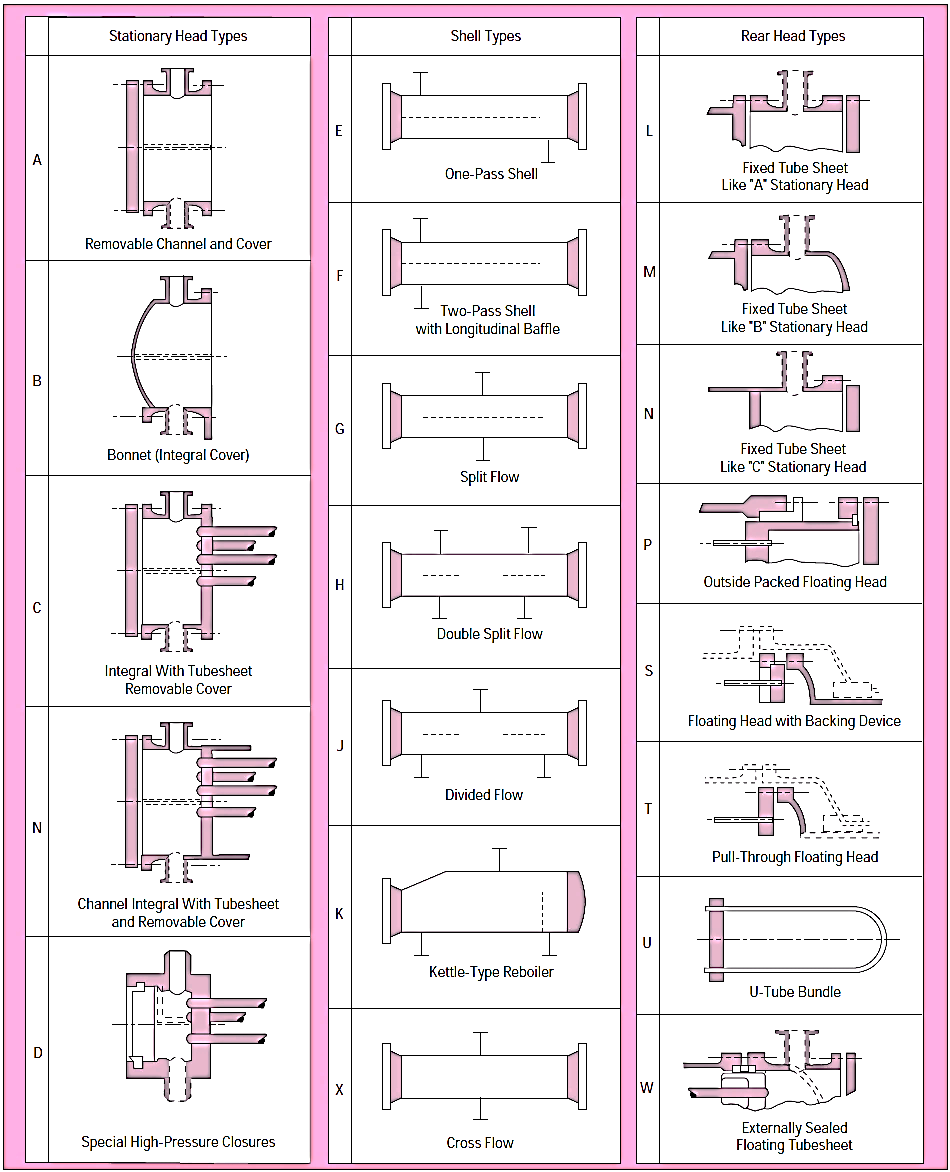 Stationary Head Types
A
Removable Channel and Cover
B
Bonnet (Integral Cover)
C
Integral With Tubesheet
Removable Cover
N
Channel Integral With Tubesheet
and Removable Cover
D
Special High-Pressure Closures
Shell Types
E
One-Pass Shell
F
Two-Pass Shell
with Longitudinal Baffle
G
Split Flow
H
Double Split Flow
J
Divided Flow
K
Kettle-Type Reboiler
X
Cross Flow
Rear Head Types
L
Fixed Tube Sheet
Like "A" Stationary Head
M
Fixed Tube Sheet
Like "B" Stationary Head
N
Fixed Tube Sheet
Like "C" Stationary Head
P
Outside Packed Floating Head
S
Floating Head with Backing Device
T
Pull-Through Floating Head
U
U-Tube Bundle
W
Externally Sealed
Floating Tubesheet